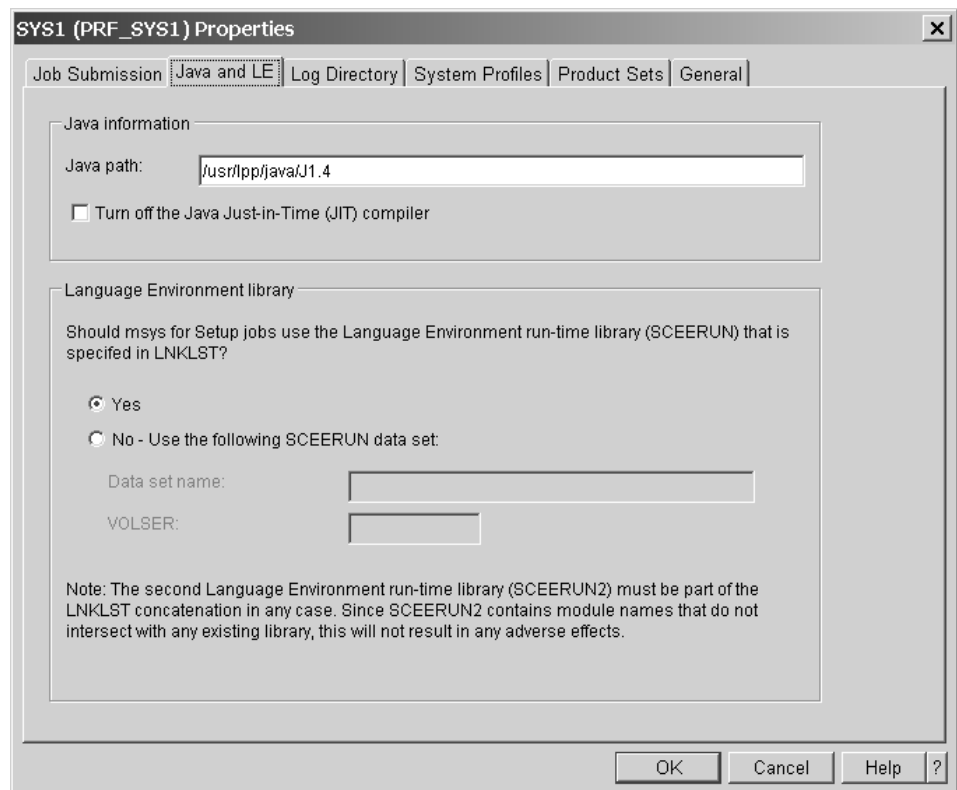 SYS1 (PRF_SYS1) Properties
Job Submission Java and LE Log Directory System Profiles Product Sets General
Java information
Java path: /usr/lpp/java/J1.4
Turn off the Java Just-in-Time (JIT) compiler
Language Environment library
Should msys for Setup jobs use the Language Environment run-time library (SCEERUN) that is
specifed in LNKLST?
Yes
No - Use the following SCEERUN data set:
Data set name:
VOLSER:
Note: The second Language Environment run-time library (SCEERUN2) must be part of the
LNKLST concatenation in any case. Since SCEERUN2 contains module names that do not
intersect with any existing library, this will not result in any adverse effects.
OK Cancel Help ?